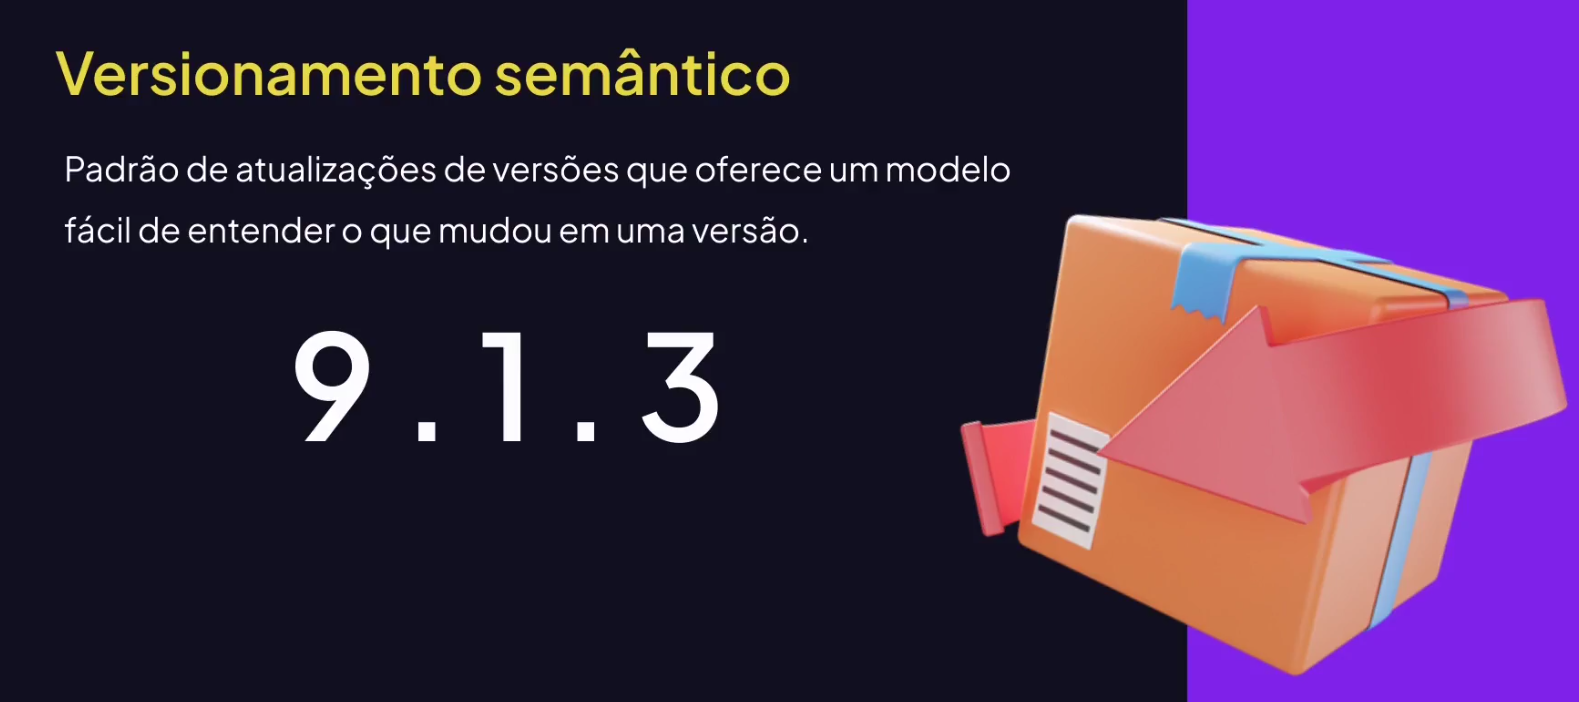 Versionamento semântico
Padrão de atualizações de versões que oferece um modelo
fácil de entender o que mudou em uma versão.
9 . 1 . 3